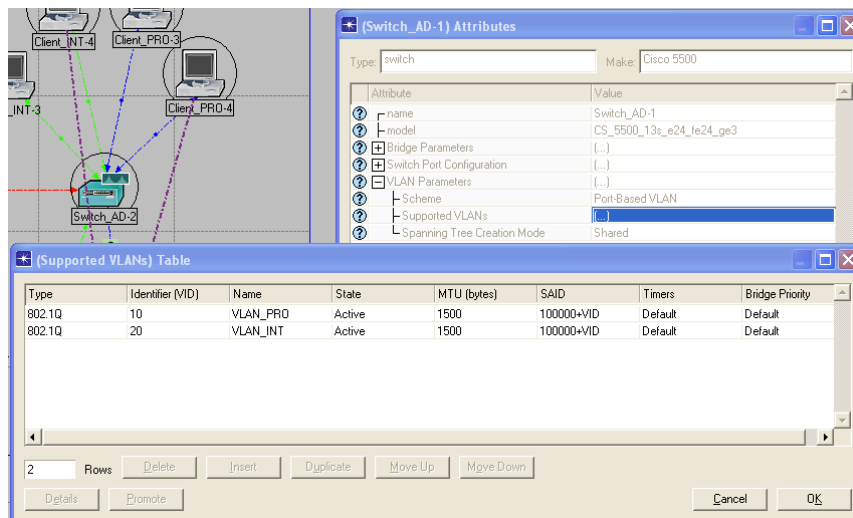 Client_INT-4
Client_PRO-3
_INT-3
Client_PRO-4
Switch_AD-2
(Switch_AD-1) Attributes
Type: switch Make: Cisco 5500
Attribute Value
name Switch_AD-1
model CS_5500_13s_e24_fe24_ge3
Bridge Parameters (...)
Switch Port Configuration (...)
VLAN Parameters (...)
Scheme Port-Based VLAN
Supported VLANs (...)
Spanning Tree Creation Mode Shared
(Supported VLANs) Table
Type Identifier (VID) Name State MTU (bytes) SAID Timers Bridge Priority
802.1Q 10 VLAN_PRO Active 1500 100000+VID Default Default
802.1Q 20 VLAN_INT Active 1500 100000+VID Default Default
2 Rows Delete Insert Duplicate Move Up Move Down
Details Promote Cancel OK